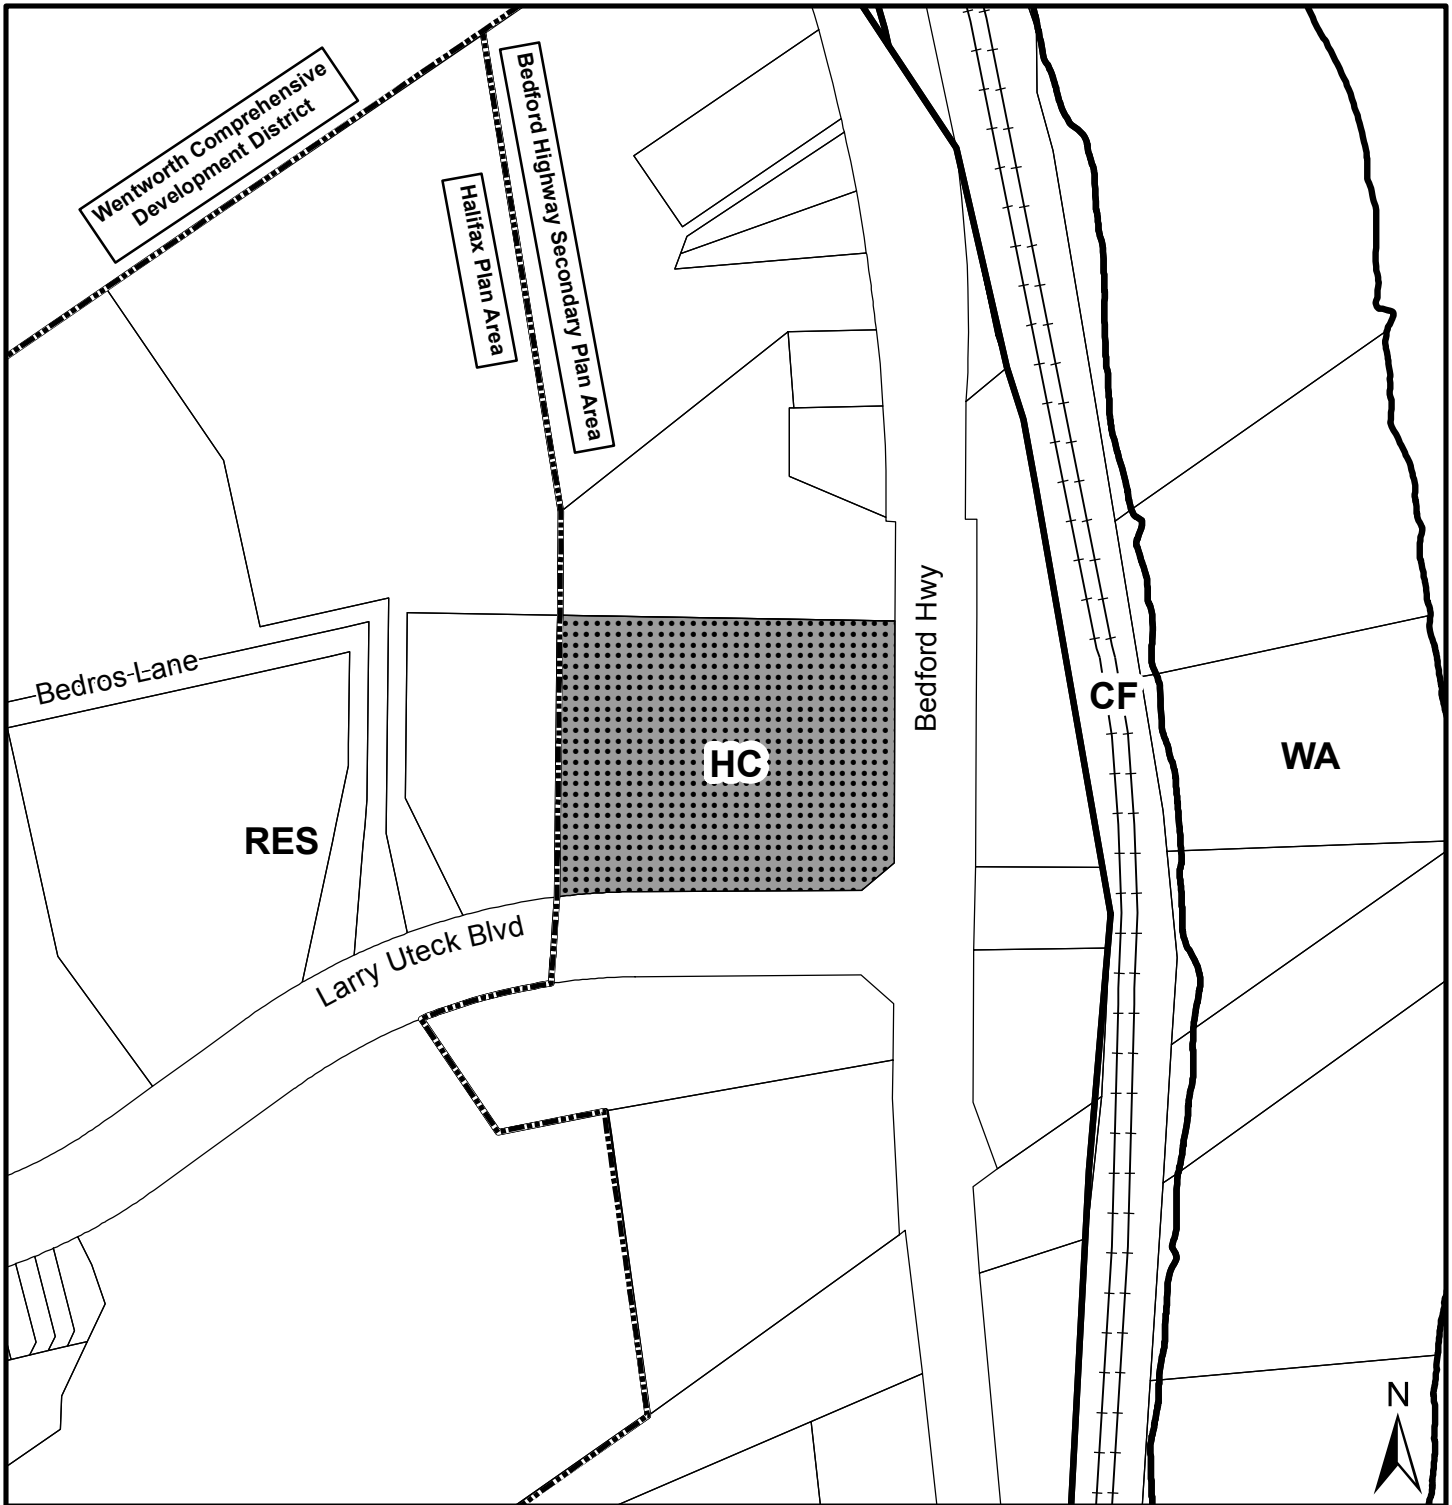 Wentworth Comprehensive
Development District
Bedford Highway Secondary Plan Area
Halifax Plan Area
Bedford Hwy
Bedros Lane
CF
HC
WA
RES
Larry Uteck Blvd
N